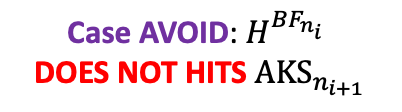 Case AVOID: H^{BF_{n_i}}
DOES NOT HITS AKS_{n_{i+1}}